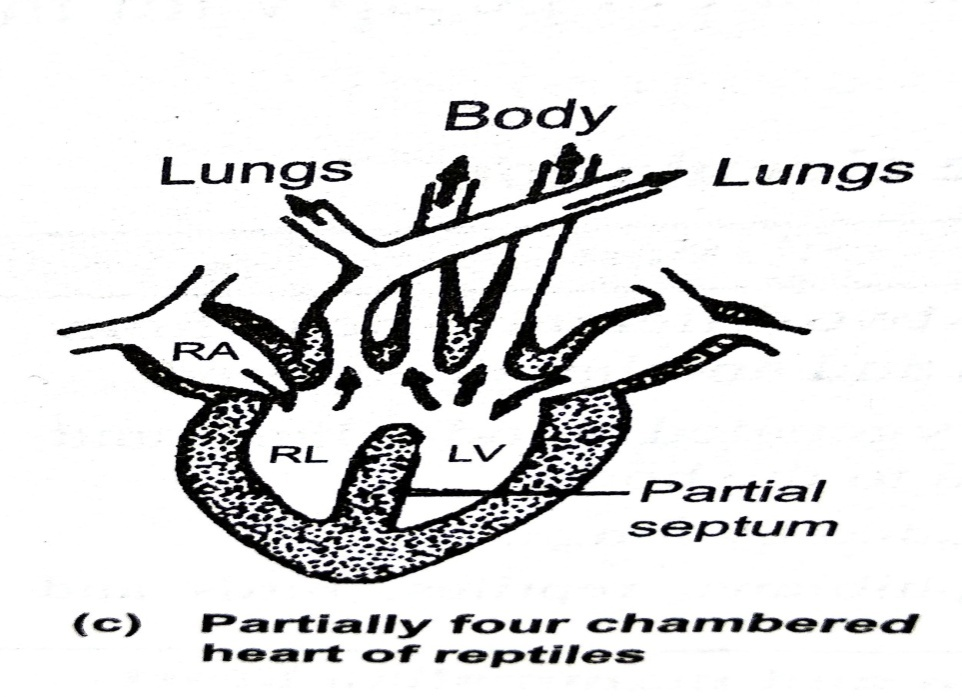 Body
Lungs
Lungs
RA
RL
LV
Partial
septum
(c) Partially four chambered
heart of reptiles